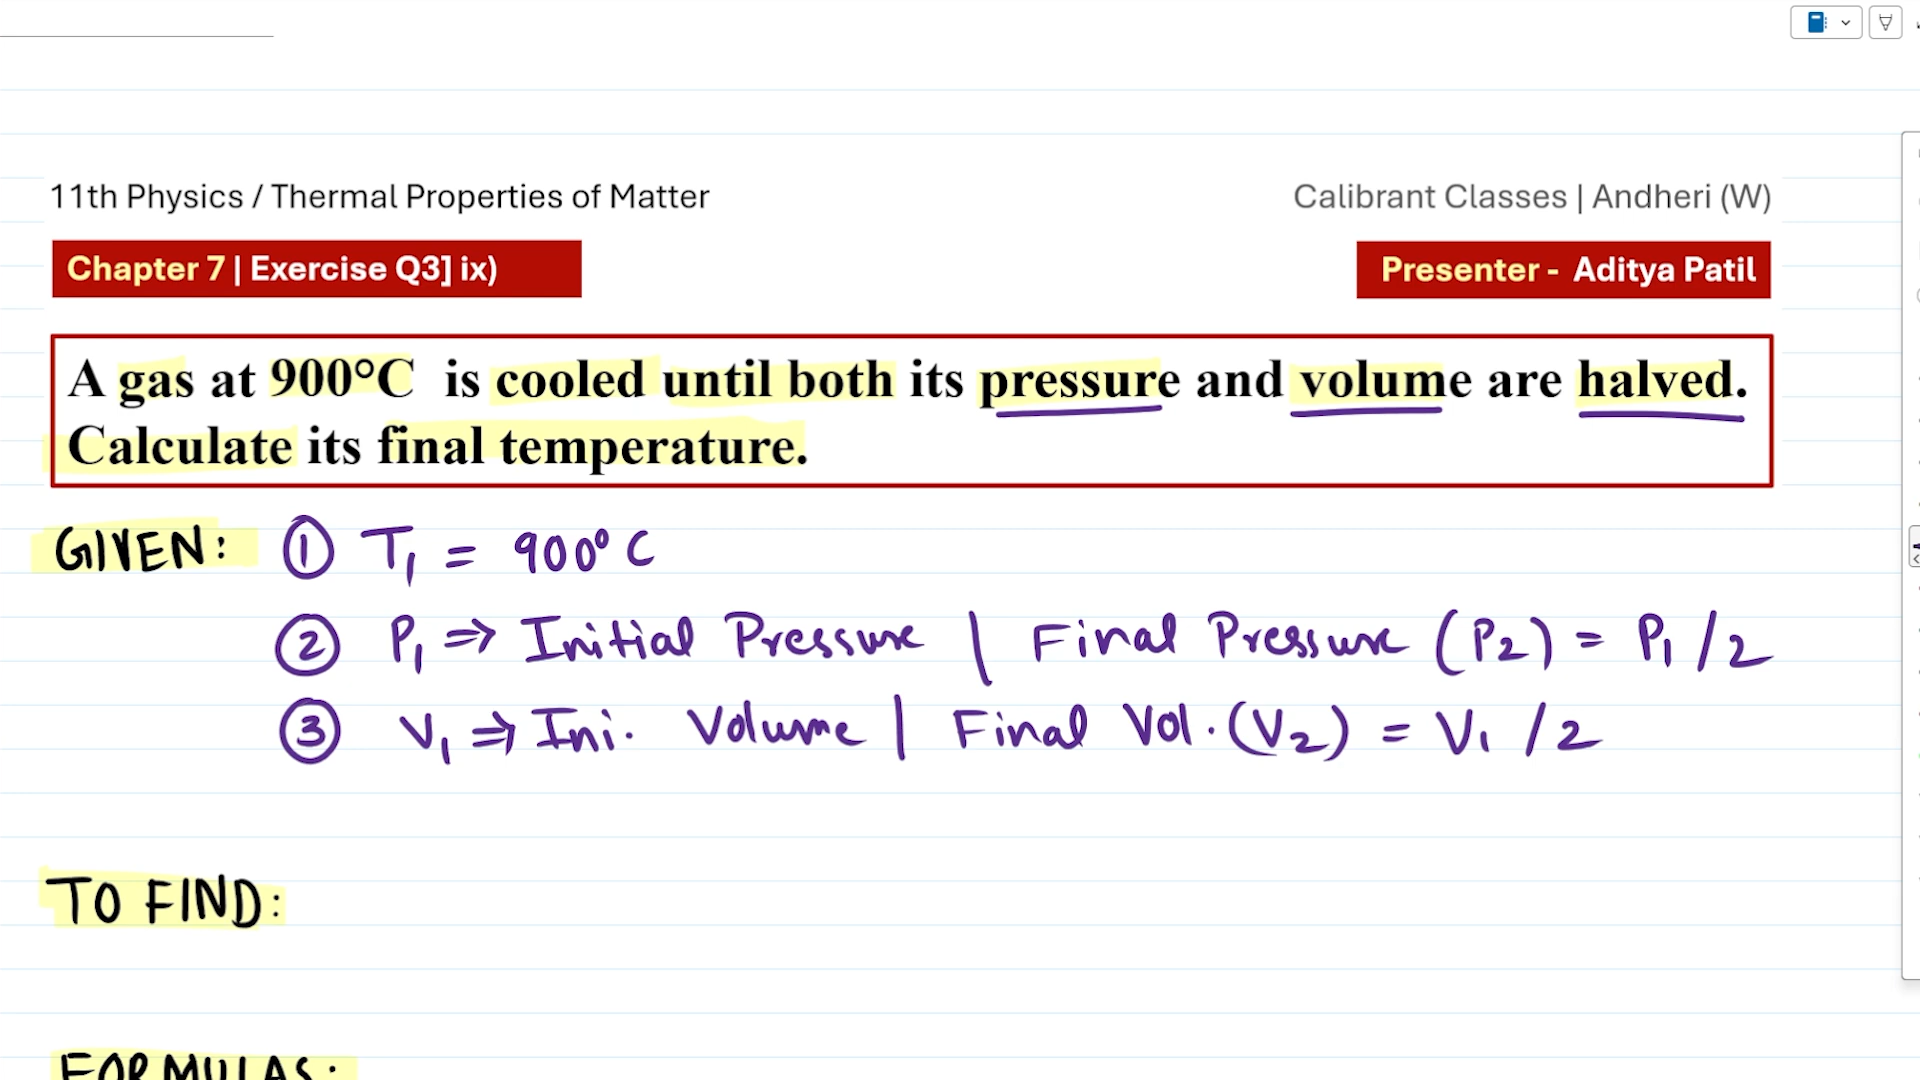 11th Physics / Thermal Properties of Matter
Calibrant Classes | Andheri (W)
Chapter 7 | Exercise Q3] ix)
Presenter - Aditya Patil
A gas at 900°C is cooled until both its pressure and volume are halved.
Calculate its final temperature.
GIVEN: ① T₁ = 900° C
② P₁ ⇒ Initial Pressure | Final Pressure (P₂) = P₁ / 2
③ V₁ ⇒ Ini. Volume | Final Vol. (V₂) = V₁ / 2
TO FIND:
FORMULAS: